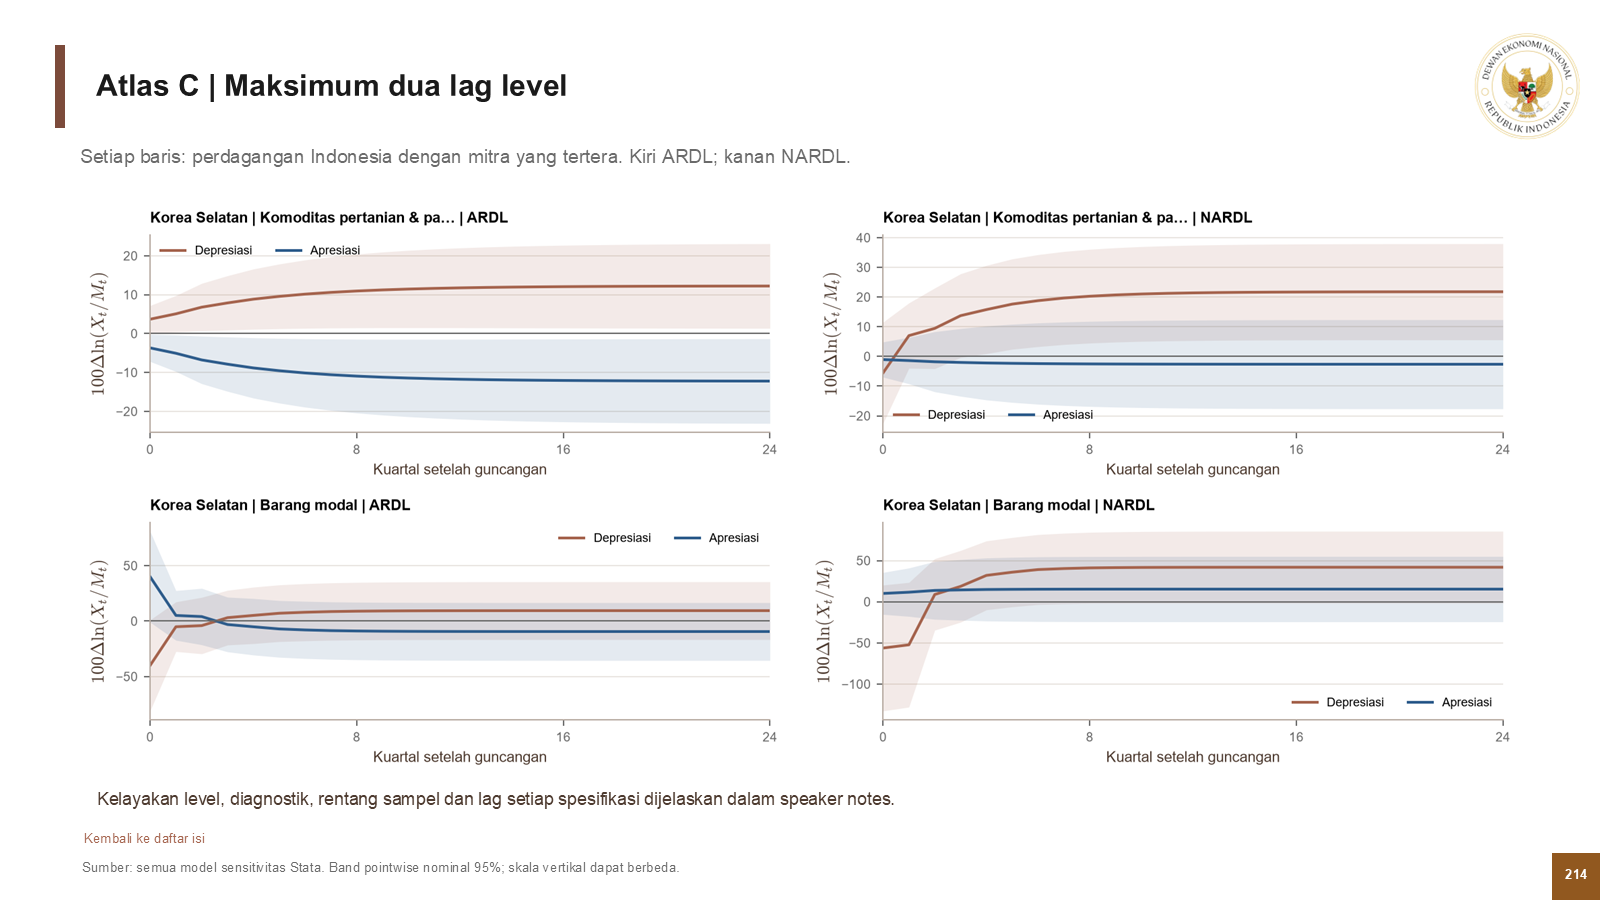 Atlas C | Maksimum dua lag level
DEWAN EKONOMI NASIONAL
REPUBLIK INDONESIA
Setiap baris: perdagangan Indonesia dengan mitra yang tertera. Kiri ARDL; kanan NARDL.
Korea Selatan | Komoditas pertanian & pa… | ARDL
Depresiasi
Apresiasi
100Δln(Xt/Mt)
20
10
0
−10
−20
0
8
16
24
Kuartal setelah guncangan
Korea Selatan | Komoditas pertanian & pa… | NARDL
100Δln(Xt/Mt)
40
30
20
10
0
−10
−20
Depresiasi
Apresiasi
0
8
16
24
Kuartal setelah guncangan
Korea Selatan | Barang modal | ARDL
Depresiasi
Apresiasi
100Δln(Xt/Mt)
50
0
−50
0
8
16
24
Kuartal setelah guncangan
Korea Selatan | Barang modal | NARDL
100Δln(Xt/Mt)
50
0
−50
−100
Depresiasi
Apresiasi
0
8
16
24
Kuartal setelah guncangan
Kelayakan level, diagnostik, rentang sampel dan lag setiap spesifikasi dijelaskan dalam speaker notes.
Kembali ke daftar isi
Sumber: semua model sensitivitas Stata. Band pointwise nominal 95%; skala vertikal dapat berbeda.
214